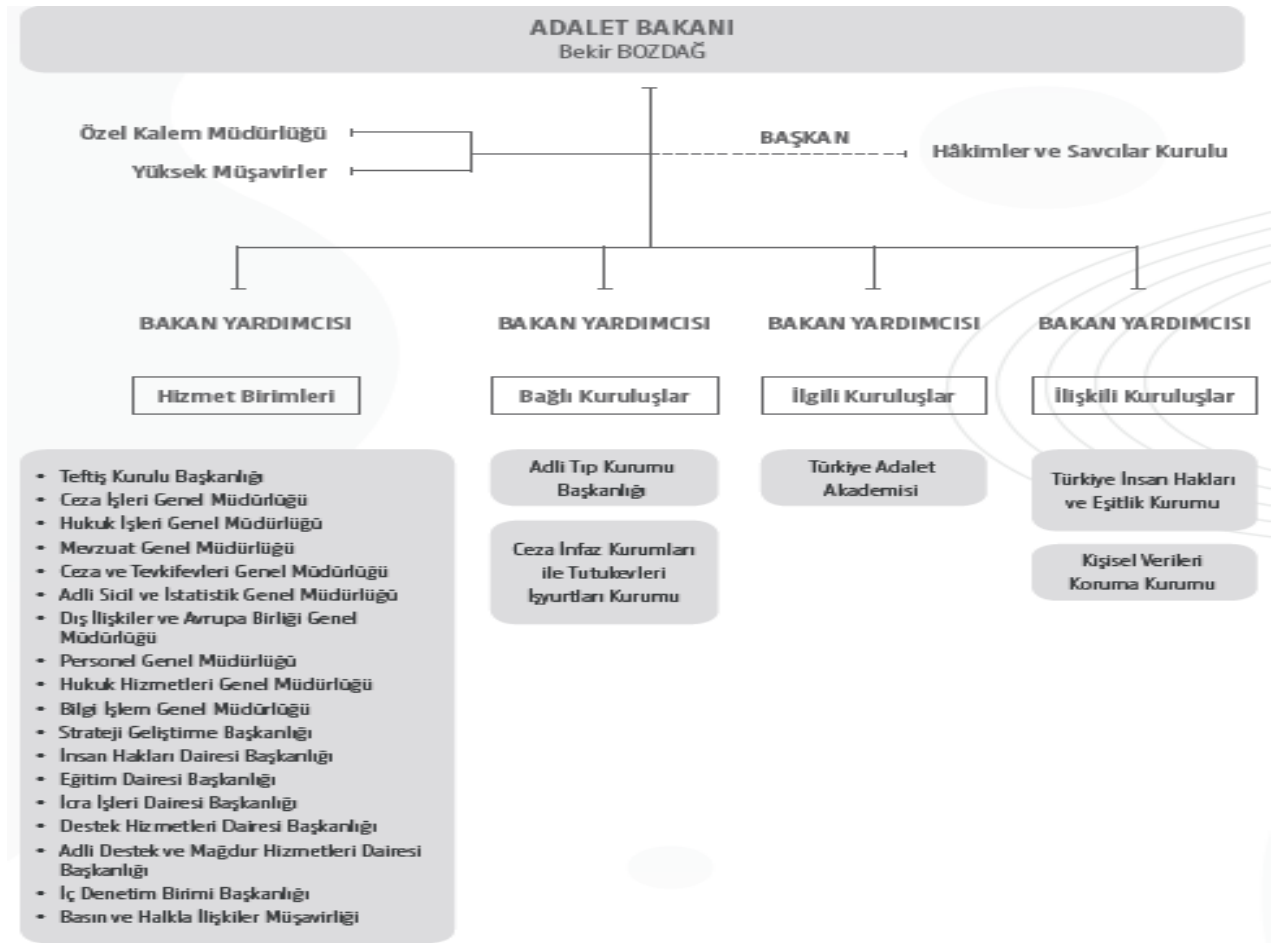 ADALET BAKANI
Bekir BOZDAĞ
Özel Kalem Müdürlüğü
Yüksek Müşavirler
BAŞKAN
Hâkimler ve Savcılar Kurulu
BAKAN YARDIMCISI
BAKAN YARDIMCISI
BAKAN YARDIMCISI
BAKAN YARDIMCISI
Hizmet Birimleri
Bağlı Kuruluşlar
İlgili Kuruluşlar
İlişkili Kuruluşlar
• Teftiş Kurulu Başkanlığı
• Ceza İşleri Genel Müdürlüğü
• Hukuk İşleri Genel Müdürlüğü
• Mevzuat Genel Müdürlüğü
• Ceza ve Tevkifevleri Genel Müdürlüğü
• Adli Sicil ve İstatistik Genel Müdürlüğü
• Dış İlişkiler ve Avrupa Birliği Genel
Müdürlüğü
• Personel Genel Müdürlüğü
• Hukuk Hizmetleri Genel Müdürlüğü
• Bilgi İşlem Genel Müdürlüğü
• Strateji Geliştirme Başkanlığı
• İnsan Hakları Dairesi Başkanlığı
• Eğitim Dairesi Başkanlığı
• İcra İşleri Dairesi Başkanlığı
• Destek Hizmetleri Dairesi Başkanlığı
• Adli Destek ve Mağdur Hizmetleri Dairesi
Başkanlığı
• İç Denetim Birimi Başkanlığı
• Basın ve Halkla İlişkiler Müşavirliği
Adli Tıp Kurumu
Başkanlığı
Ceza İnfaz Kurumları
ile Tutukevleri
İşyurtları Kurumu
Türkiye Adalet
Akademisi
Türkiye İnsan Hakları
ve Eşitlik Kurumu
Kişisel Verileri
Koruma Kurumu